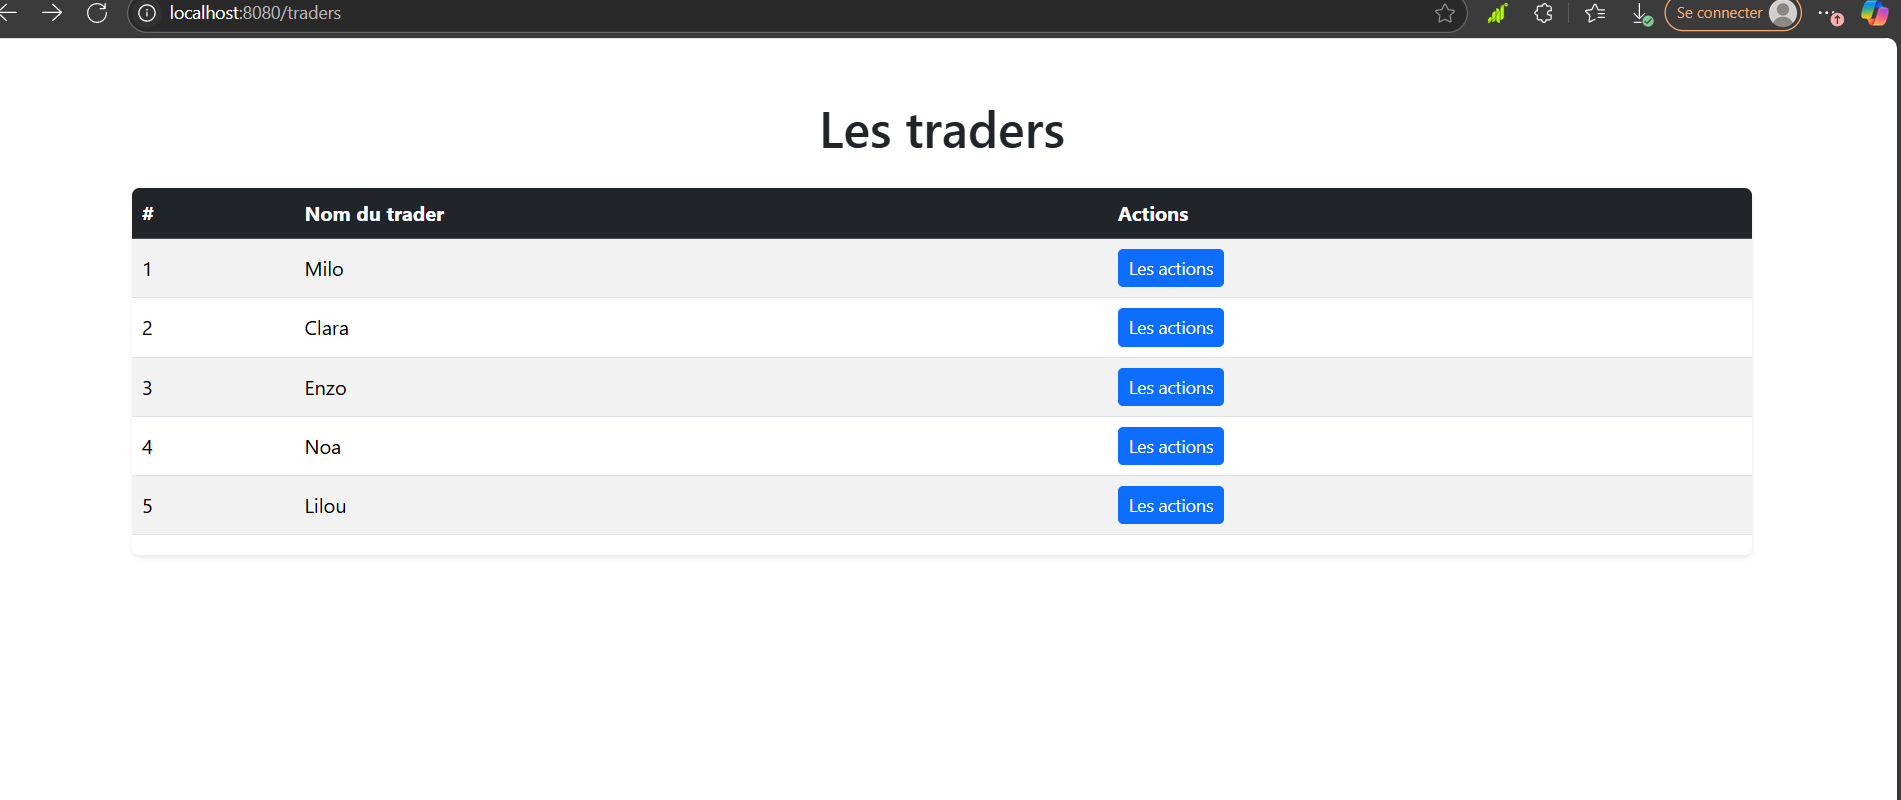 localhost:8080/traders
Se connecter
Les traders
# Nom du trader Actions
1 Milo Les actions
2 Clara Les actions
3 Enzo Les actions
4 Noa Les actions
5 Lilou Les actions